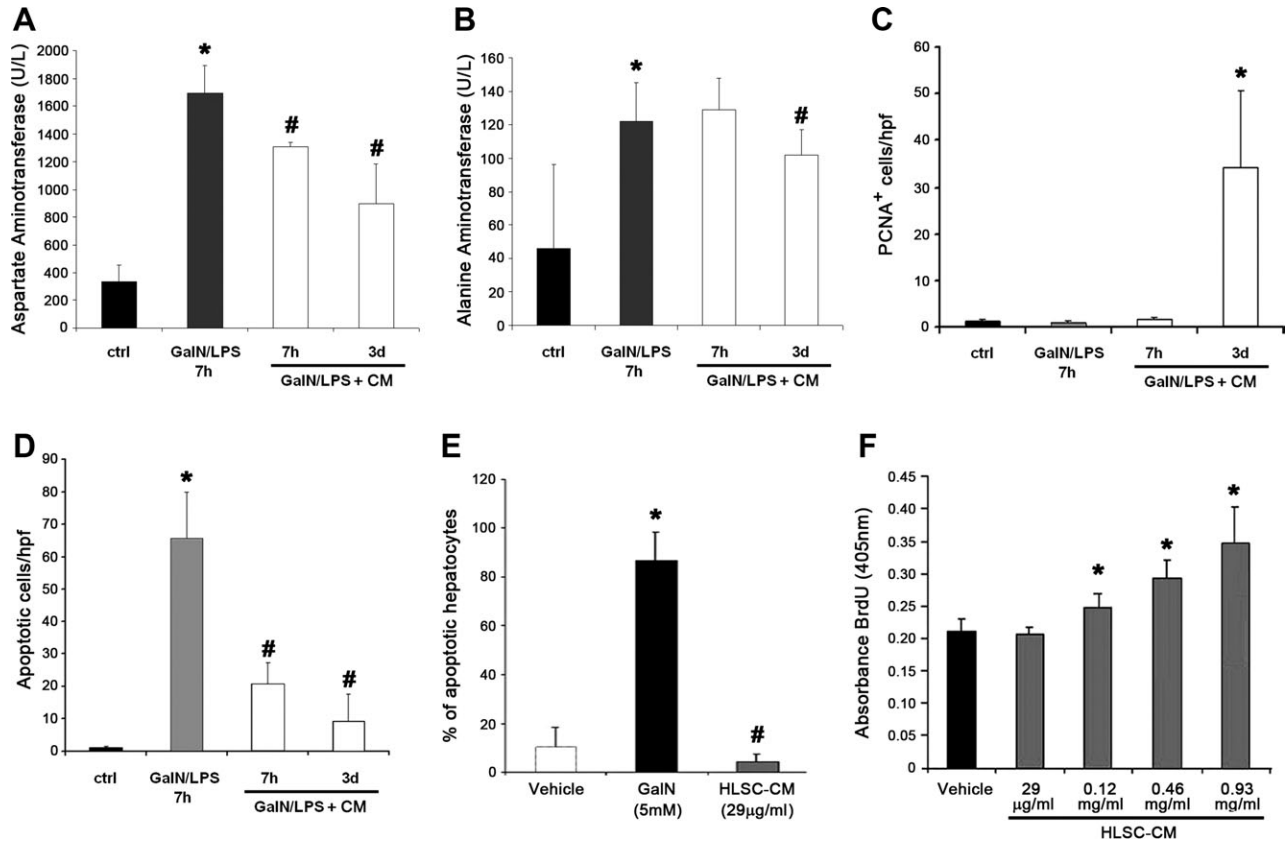 A
Aspartate Aminotransferase (U/L)
2000
1800
1600
1400
1200
1000
800
600
400
200
0
*
#
#
ctrl
GalN/LPS
7h
7h
3d
GalN/LPS + CM
B
Alanine Aminotransferase (U/L)
160
140
120
100
80
60
40
20
0
*
#
ctrl
GalN/LPS
7h
7h
3d
GalN/LPS + CM
C
PCNA+ cells/hpf
60
50
40
30
20
10
0
*
ctrl
GalN/LPS
7h
7h
3d
GalN/LPS + CM
D
Apoptotic cells/hpf
90
80
70
60
50
40
30
20
10
0
*
#
#
ctrl
GalN/LPS
7h
7h
3d
GalN/LPS + CM
E
% of apoptotic hepatocytes
120
100
80
60
40
20
0
*
#
Vehicle
GalN
(5mM)
HLSC-CM
(29µg/ml)
F
Absorbance BrdU (405nm)
0.45
0.40
0.35
0.30
0.25
0.20
0.15
0.10
0.05
0
*
*
*
Vehicle
29
µg/ml
0.12
mg/ml
0.46
mg/ml
0.93
mg/ml
HLSC-CM